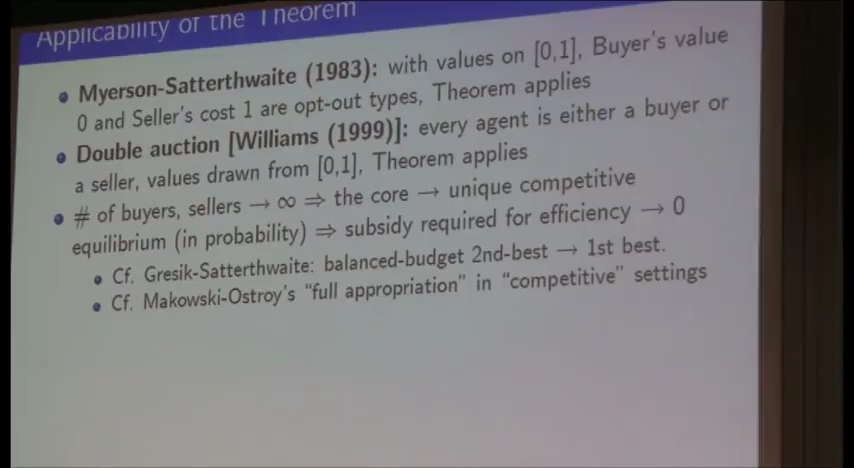 Applicability of the Theorem
Myerson-Satterthwaite (1983): with values on [0,1], Buyer's value
0 and Seller's cost 1 are opt-out types, Theorem applies
Double auction [Williams (1999)]: every agent is either a buyer or
a seller, values drawn from [0,1], Theorem applies
# of buyers, sellers → ∞ ⇒ the core → unique competitive
equilibrium (in probability) ⇒ subsidy required for efficiency → 0
Cf. Gresik-Satterthwaite: balanced-budget 2nd-best → 1st best.
Cf. Makowski-Ostroy's "full appropriation" in "competitive" settings